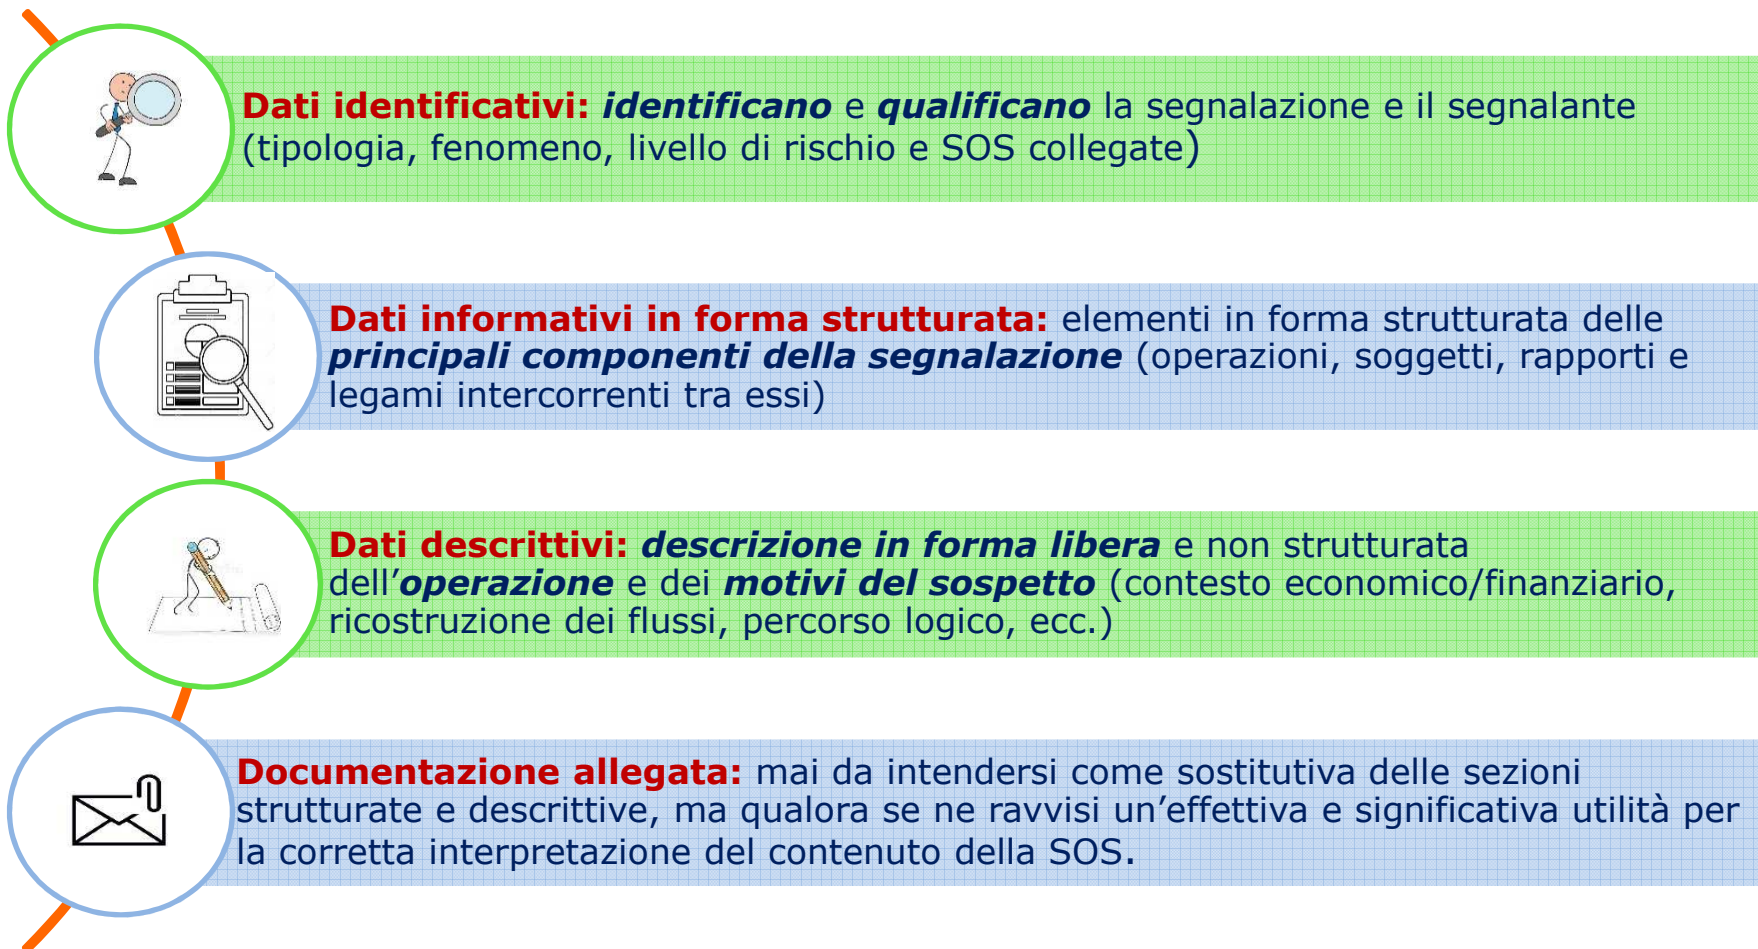 Dati identificativi: identificano e qualificano la segnalazione e il segnalante
(tipologia, fenomeno, livello di rischio e SOS collegate)
Dati informativi in forma strutturata: elementi in forma strutturata delle
principali componenti della segnalazione (operazioni, soggetti, rapporti e
legami intercorrenti tra essi)
Dati descrittivi: descrizione in forma libera e non strutturata
dell’operazione e dei motivi del sospetto (contesto economico/finanziario,
ricostruzione dei flussi, percorso logico, ecc.)
Documentazione allegata: mai da intendersi come sostitutiva delle sezioni
strutturate e descrittive, ma qualora se ne ravvisi un’effettiva e significativa utilità per
la corretta interpretazione del contenuto della SOS.